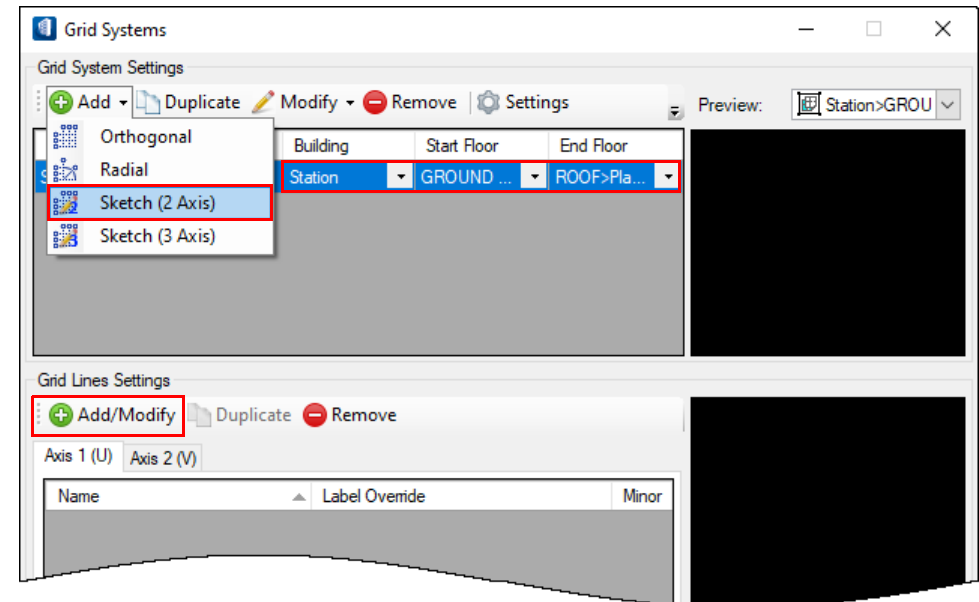 Grid Systems
Grid System Settings
Add Duplicate Modify Remove Settings
Preview: Station>GROU
Orthogonal
Radial
Sketch (2 Axis)
Sketch (3 Axis)
Building Start Floor End Floor
Station GROUND ... ROOF>Pla...
Grid Lines Settings
Add/Modify Duplicate Remove
Axis 1 (U) Axis 2 (V)
Name Label Override Minor